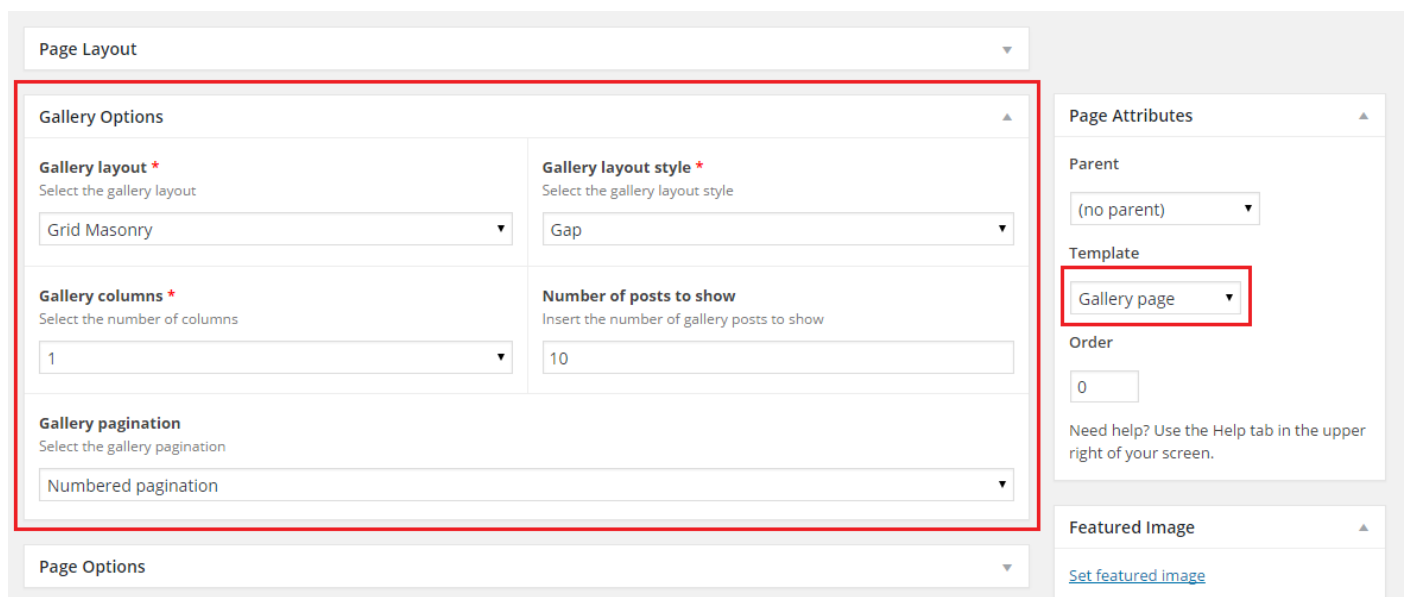 Page Layout
Gallery Options
Gallery layout *
Select the gallery layout
Grid Masonry
Gallery layout style *
Select the gallery layout style
Gap
Gallery columns *
Select the number of columns
1
Number of posts to show
Insert the number of gallery posts to show
10
Gallery pagination
Select the gallery pagination
Numbered pagination
Page Options
Page Attributes
Parent
(no parent)
Template
Gallery page
Order
0
Need help? Use the Help tab in the upper
right of your screen.
Featured Image
Set featured image